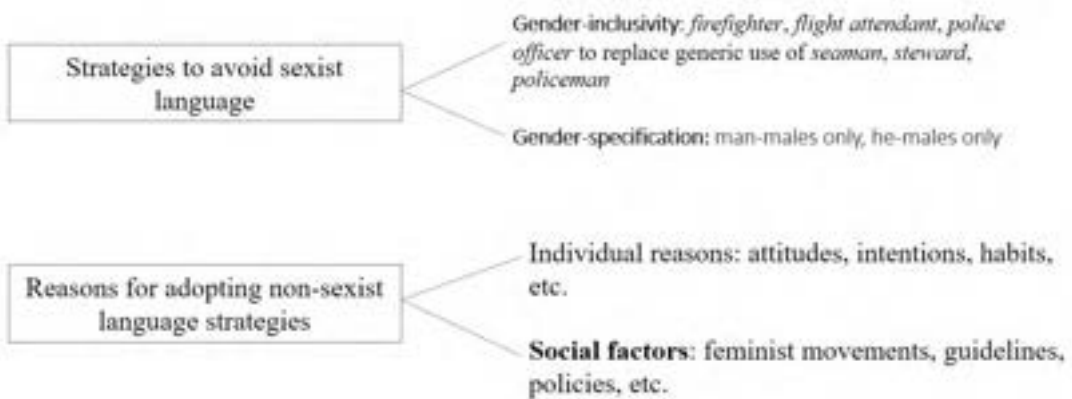 Gender-inclusivity: firefighter, flight attendant, police
officer to replace generic use of seaman, steward,
policeman
Strategies to avoid sexist
language
Gender-specification: man-males only, he-males only
Individual reasons: attitudes, intentions, habits,
etc.
Reasons for adopting non-sexist
language strategies
Social factors: feminist movements, guidelines,
policies, etc.